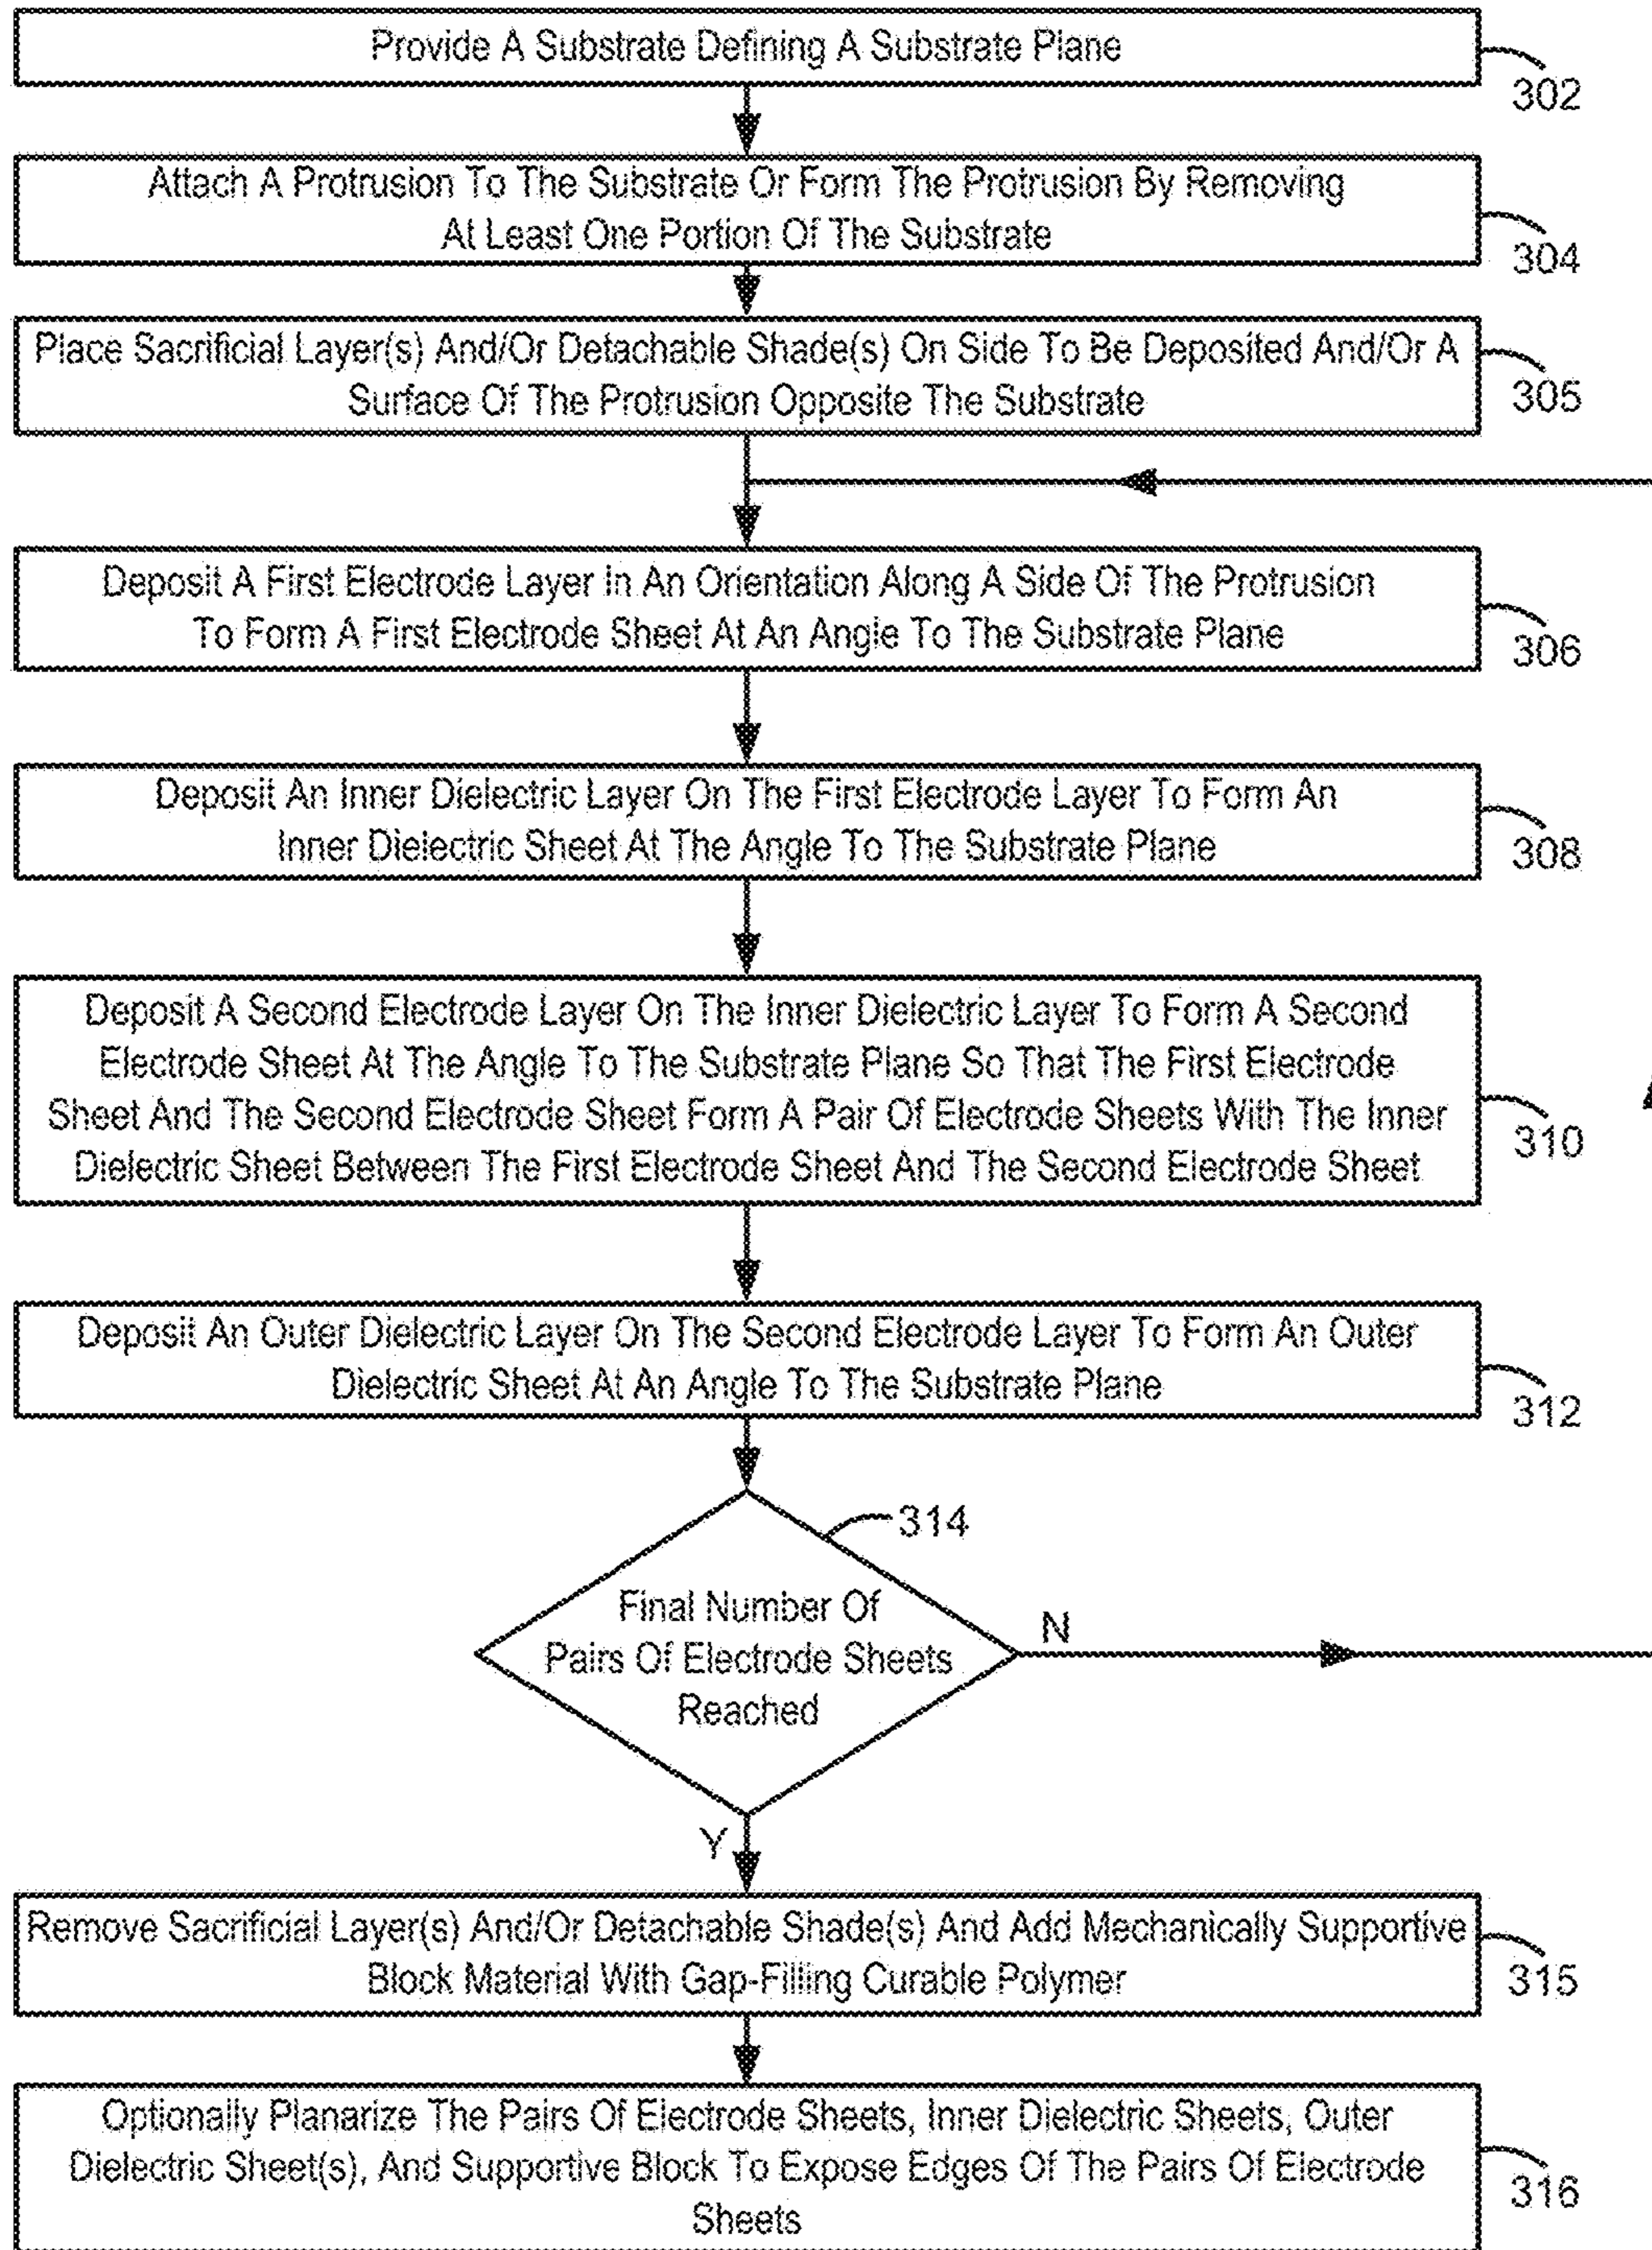 Provide A Substrate Defining A Substrate Plane
302
Attach A Protrusion To The Substrate Or Form The Protrusion By Removing
At Least One Portion Of The Substrate
304
Place Sacrificial Layer(s) And/Or Detachable Shade(s) On Side To Be Deposited And/Or A
Surface Of The Protrusion Opposite The Substrate
305
Deposit A First Electrode Layer In An Orientation Along A Side Of The Protrusion
To Form A First Electrode Sheet At An Angle To The Substrate Plane
306
Deposit An Inner Dielectric Layer On The First Electrode Layer To Form An
Inner Dielectric Sheet At The Angle To The Substrate Plane
308
Deposit A Second Electrode Layer On The Inner Dielectric Layer To Form A Second
Electrode Sheet At The Angle To The Substrate Plane So That The First Electrode
Sheet And The Second Electrode Sheet Form A Pair Of Electrode Sheets With The Inner
Dielectric Sheet Between The First Electrode Sheet And The Second Electrode Sheet
310
Deposit An Outer Dielectric Layer On The Second Electrode Layer To Form An Outer
Dielectric Sheet At An Angle To The Substrate Plane
312
314
Final Number Of
Pairs Of Electrode Sheets
Reached
N
Y
Remove Sacrificial Layer(s) And/Or Detachable Shade(s) And Add Mechanically Supportive
Block Material With Gap-Filling Curable Polymer
315
Optionally Planarize The Pairs Of Electrode Sheets, Inner Dielectric Sheets, Outer
Dielectric Sheet(s), And Supportive Block To Expose Edges Of The Pairs Of Electrode
Sheets
316